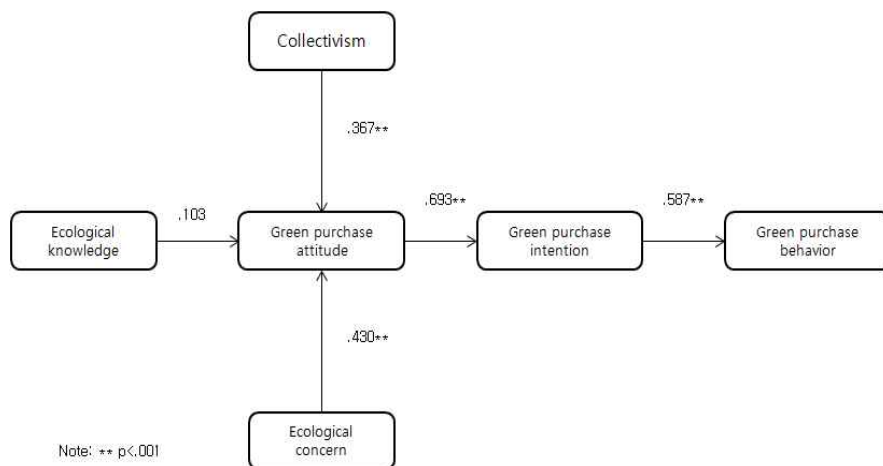 Collectivism
.367**
.103
.693**
.587**
Ecological
knowledge
Green purchase
attitude
Green purchase
intention
Green purchase
behavior
.430**
Ecological
concern
Note: ** p<.001